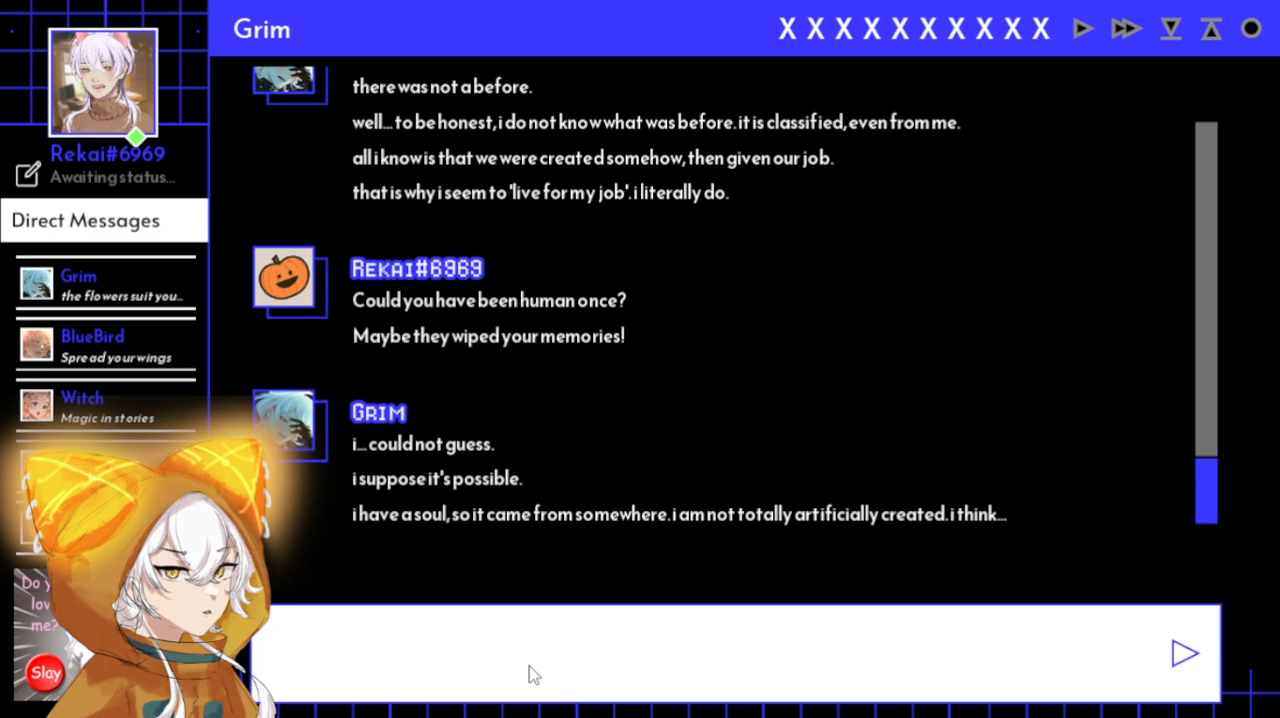 Grim
X X X X X X X X X X
Rekai#6969
Awaiting status...
Direct Messages
Grim
the flowers suit you...
BlueBird
Spread your wings
Witch
Magic in stories
love
me?
Slay
there was not a before.
well... to be honest, i do not know what was before. it is classified, even from me.
all i know is that we were created somehow, then given our job.
that is why i seem to 'live for my job'. i literally do.
Rekai#6969
Could you have been human once?
Maybe they wiped your memories!
Grim
i... could not guess.
i suppose it's possible.
i have a soul, so it came from somewhere. i am not totally artificially created. i think...